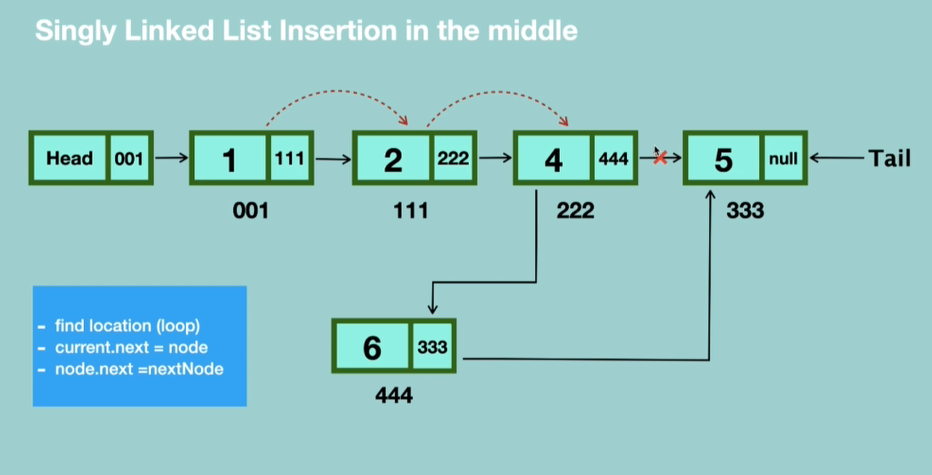 Singly Linked List Insertion in the middle
Head 001 1 111 2 222 4 444 5 null Tail
001 111 222 333
- find location (loop)
- current.next = node
- node.next =nextNode
6 333
444